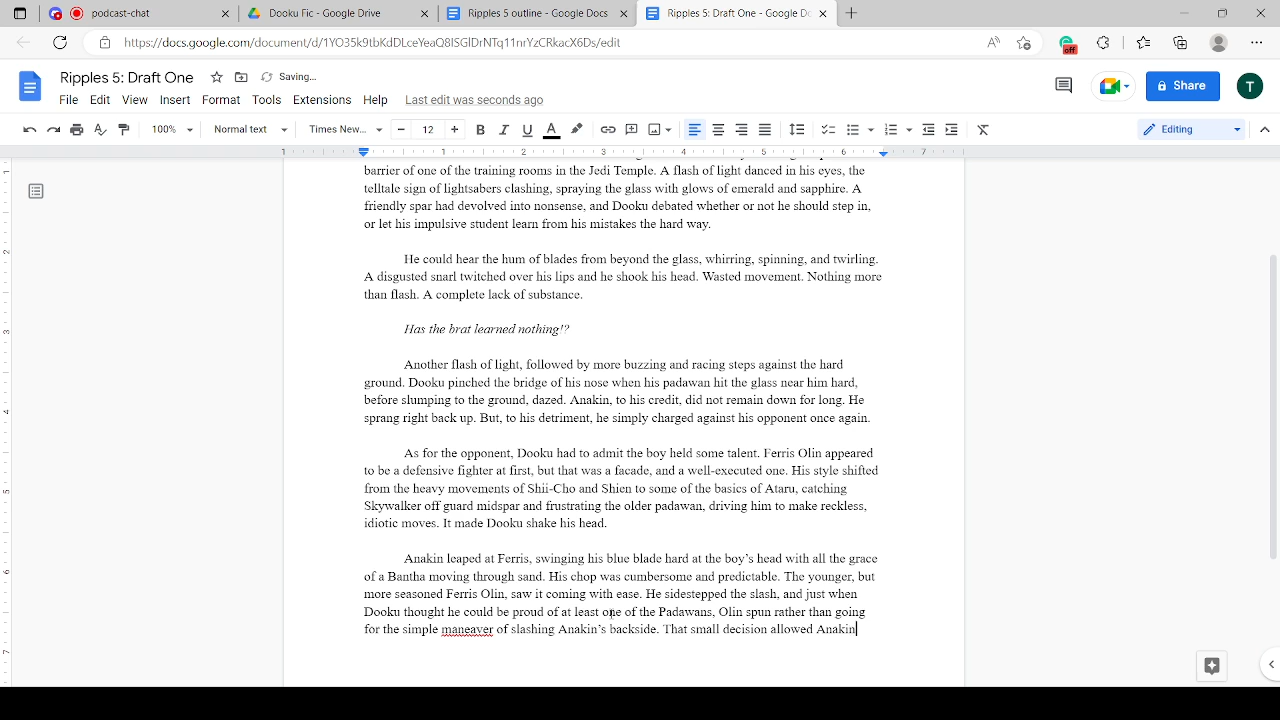 podcast-chat
Dooku Fic - Google Drive
Ripples 5 outline - Google Docs
Ripples 5: Draft One - Google Do
Ripples 5: Draft One
Saving...
File Edit View Insert Format Tools Extensions Help Last edit was seconds ago
off
Share
T
100% Normal text Times New... 12 B I U A
Editing
1 1 2 3 4 5 6 7
barrier of one of the training rooms in the Jedi Temple. A flash of light danced in his eyes, the
telltale sign of lightsabers clashing, spraying the glass with glows of emerald and sapphire. A
friendly spar had devolved into nonsense, and Dooku debated whether or not he should step in,
or let his impulsive student learn from his mistakes the hard way.
He could hear the hum of blades from beyond the glass, whirring, spinning, and twirling.
A disgusted snarl twitched over his lips and he shook his head. Wasted movement. Nothing more
than flash. A complete lack of substance.
Has the brat learned nothing!?
Another flash of light, followed by more buzzing and racing steps against the hard
ground. Dooku pinched the bridge of his nose when his padawan hit the glass near him hard,
before slumping to the ground, dazed. Anakin, to his credit, did not remain down for long. He
sprang right back up. But, to his detriment, he simply charged against his opponent once again.
As for the opponent, Dooku had to admit the boy held some talent. Ferris Olin appeared
to be a defensive fighter at first, but that was a facade, and a well-executed one. His style shifted
from the heavy movements of Shii-Cho and Shien to some of the basics of Ataru, catching
Skywalker off guard midspar and frustrating the older padawan, driving him to make reckless,
idiotic moves. It made Dooku shake his head.
Anakin leaped at Ferris, swinging his blue blade hard at the boy's head with all the grace
of a Bantha moving through sand. His chop was cumbersome and predictable. The younger, but
more seasoned Ferris Olin, saw it coming with ease. He sidestepped the slash, and just when
Dooku thought he could be proud of at least one of the Padawans, Olin spun rather than going
for the simple maneaver of slashing Anakin's backside. That small decision allowed Anakin